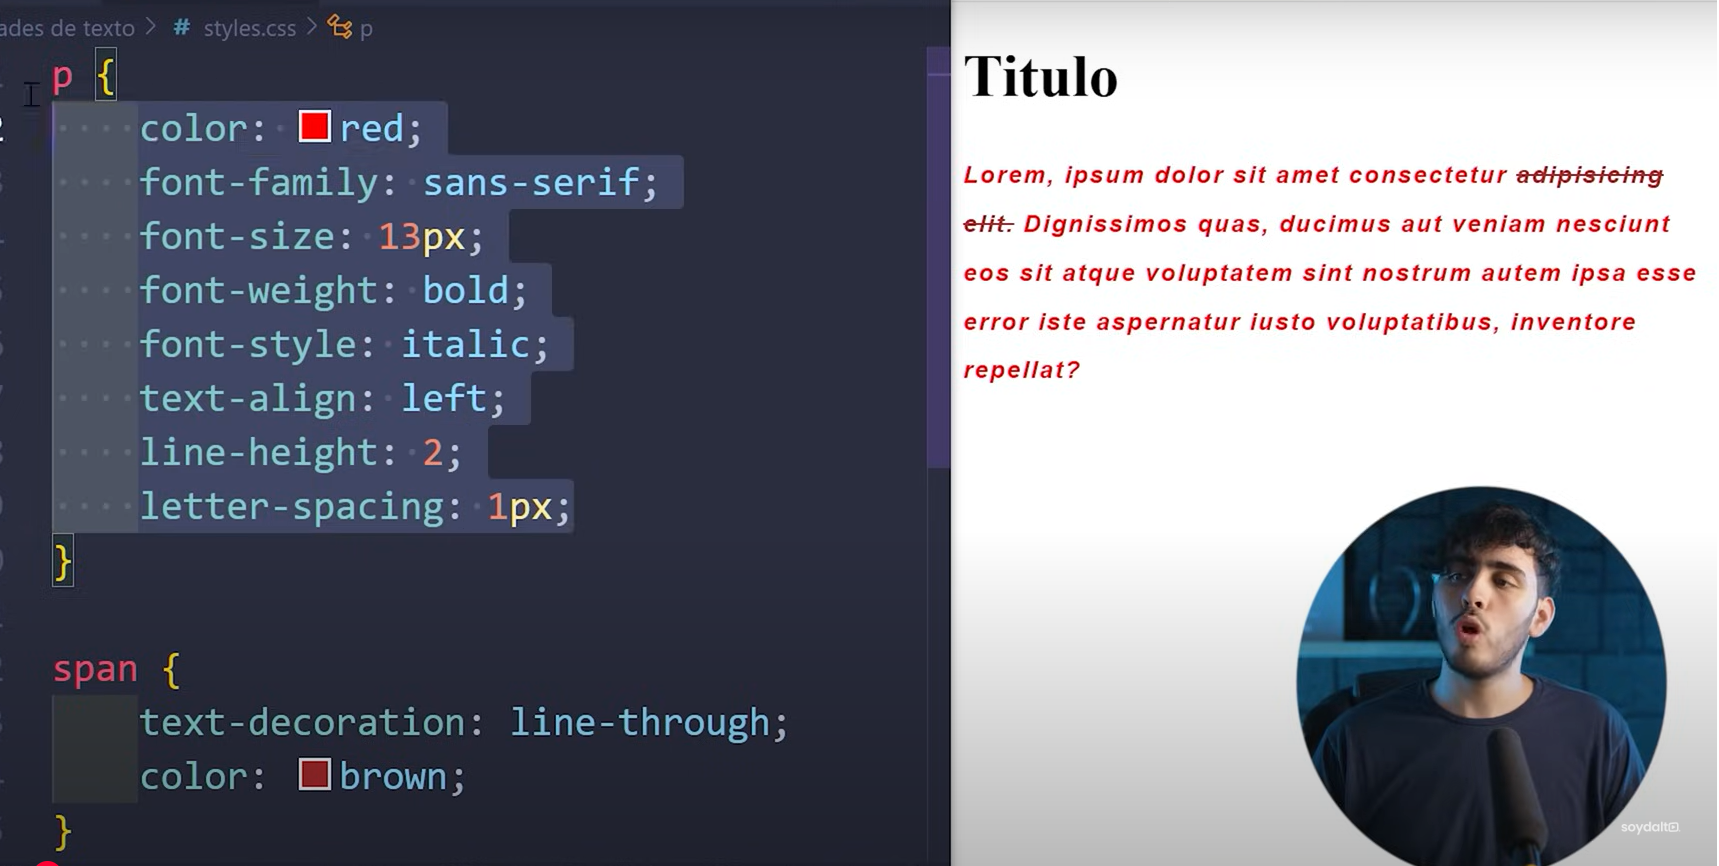 ades de texto > # styles.css > p
p {
color: red;
font-family: sans-serif;
font-size: 13px;
font-weight: bold;
font-style: italic;
text-align: left;
line-height: 2;
letter-spacing: 1px;
}
span {
text-decoration: line-through;
color: brown;
}
Titulo
Lorem, ipsum dolor sit amet consectetur adipisicing
elit. Dignissimos quas, ducimus aut veniam nesciunt
eos sit atque voluptatem sint nostrum autem ipsa esse
error iste aspernatur iusto voluptatibus, inventore
repellat?
soydalto